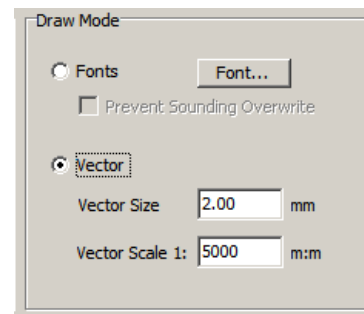 Draw Mode
Fonts Font...
Prevent Sounding Overwrite
Vector
Vector Size 2.00 mm
Vector Scale 1: 5000 m:m